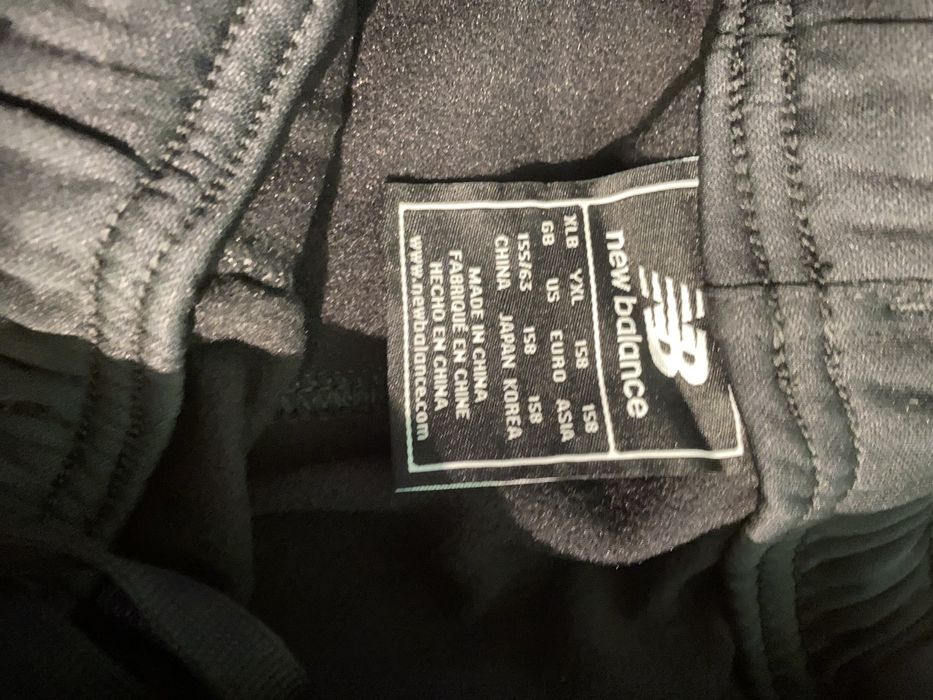 NB
new balance
XLB YXL 158 158
GB US EURO ASIA
155/63 158 158
CHINA JAPAN KOREA
MADE IN CHINA
FABRIQUÉ EN CHINE
HECHO EN CHINA
www.newbalance.com